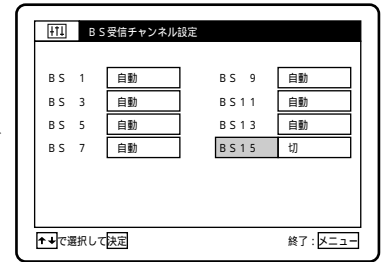 BS受信チャンネル設定
BS 1 自動 BS 9 自動
BS 3 自動 BS11 自動
BS 5 自動 BS13 自動
BS 7 自動 BS15 切
↑↓で選択して決定 終了:メニュー